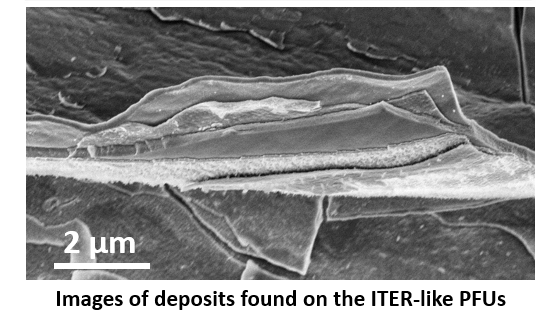 2 µm
Images of deposits found on the ITER-like PFUs